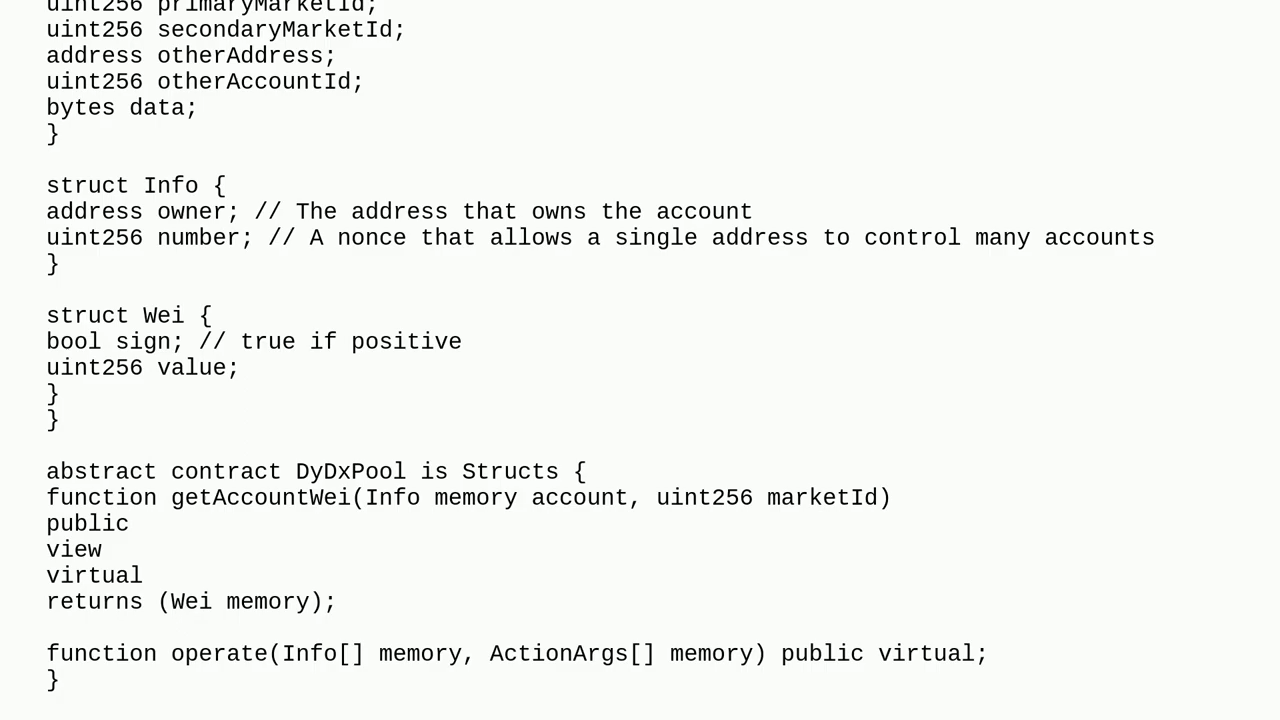 uint256 primaryMarketId;
uint256 secondaryMarketId;
address otherAddress;
uint256 otherAccountId;
bytes data;
}
struct Info {
address owner; // The address that owns the account
uint256 number; // A nonce that allows a single address to control many accounts
}
struct Wei {
bool sign; // true if positive
uint256 value;
}
}
abstract contract DyDxPool is Structs {
function getAccountWei(Info memory account, uint256 marketId)
public
view
virtual
returns (Wei memory);
function operate(Info[] memory, ActionArgs[] memory) public virtual;
}